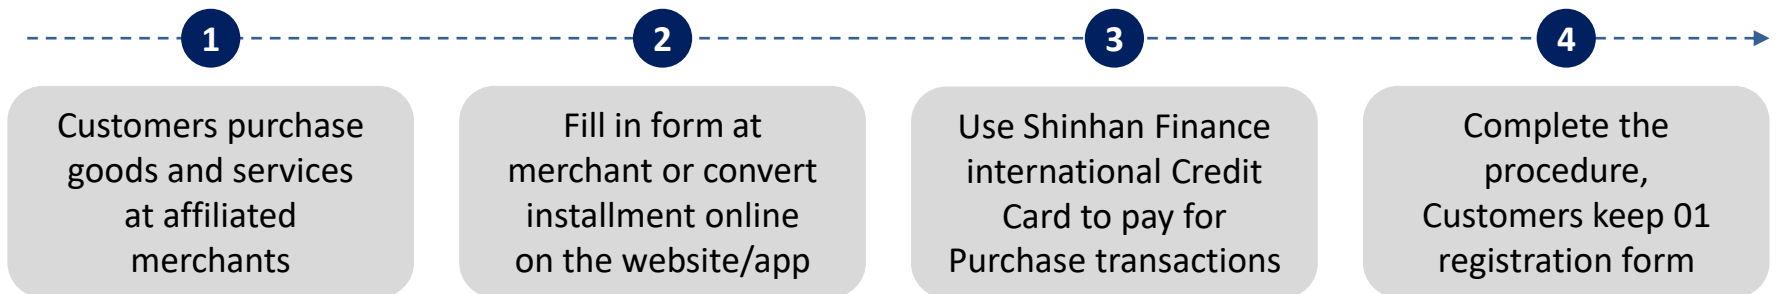 1
Customers purchase
goods and services
at affiliated
merchants
2
Fill in form at
merchant or convert
installment online
on the website/app
3
Use Shinhan Finance
international Credit
Card to pay for
Purchase transactions
4
Complete the
procedure,
Customers keep 01
registration form